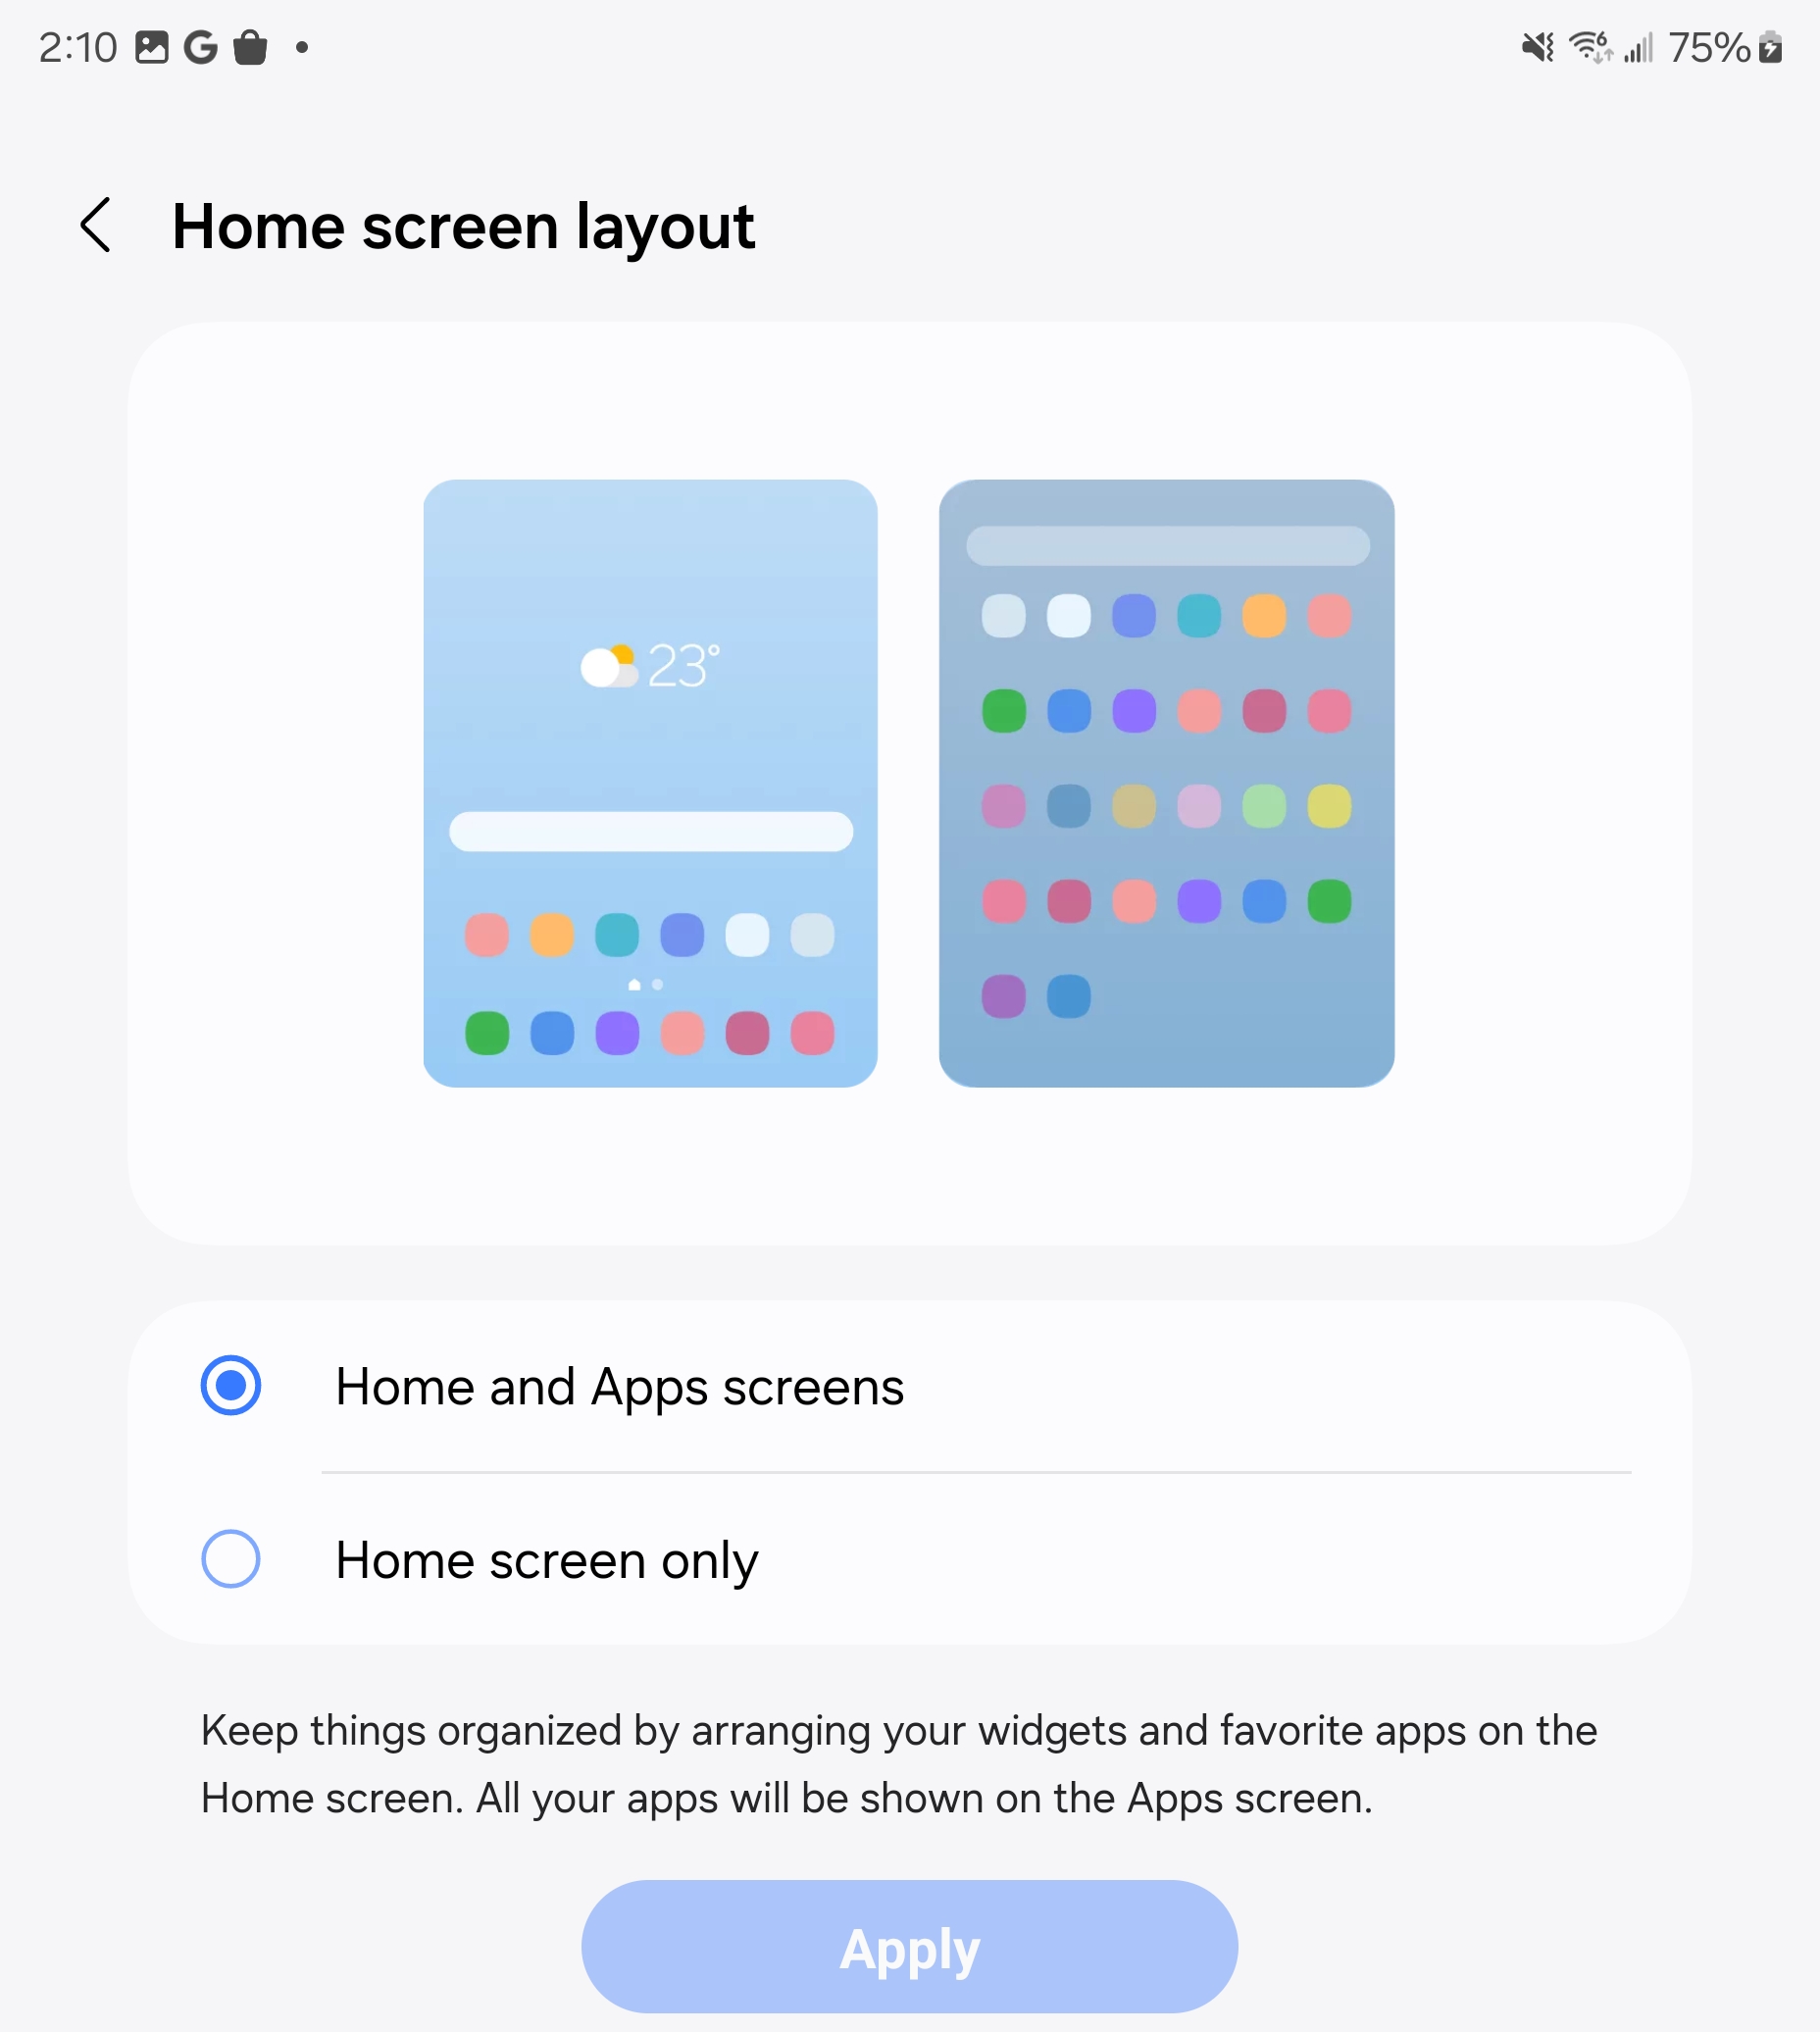 2:10
75%
Home screen layout
23°
Home and Apps screens
Home screen only
Keep things organized by arranging your widgets and favorite apps on the
Home screen. All your apps will be shown on the Apps screen.
Apply